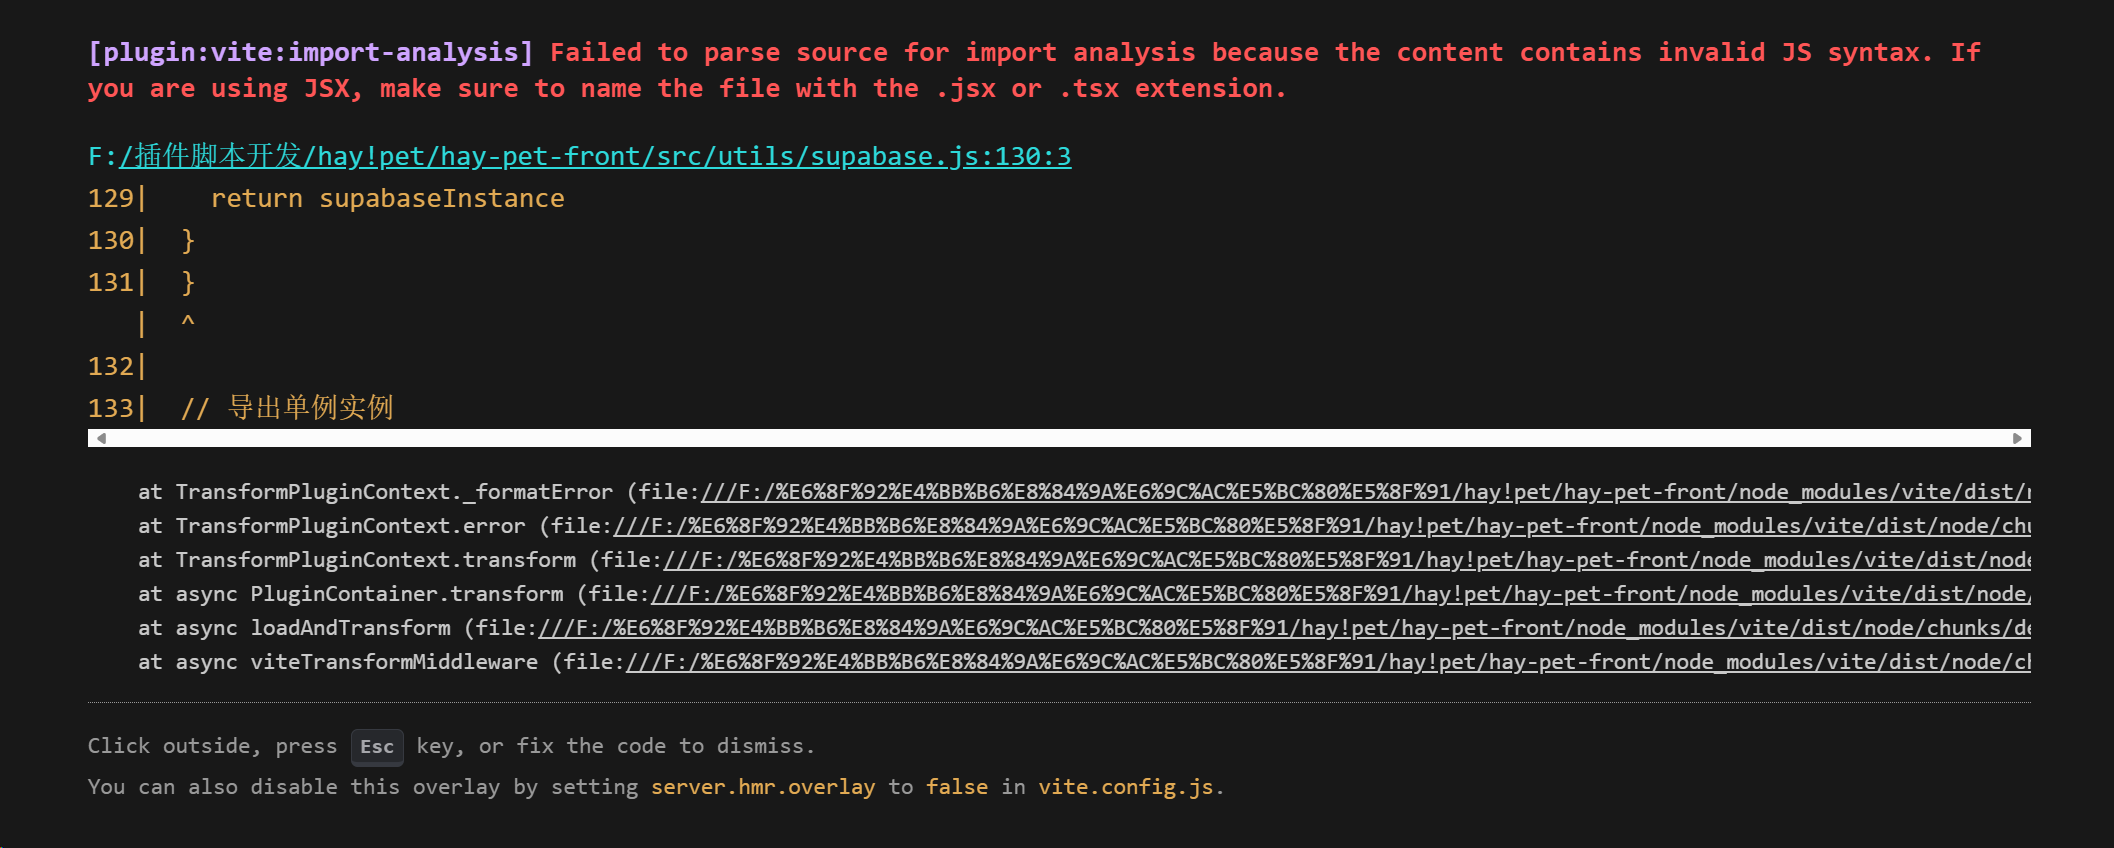 [plugin:vite:import-analysis] Failed to parse source for import analysis because the content contains invalid JS syntax. If
you are using JSX, make sure to name the file with the .jsx or .tsx extension.
F:/插件脚本开发/hay!pet/hay-pet-front/src/utils/supabase.js:130:3
129|    return supabaseInstance
130|  }
131|  }
   |  ^
132|
133|  // 导出单例实例
at TransformPluginContext._formatError (file:///F:/%E6%8F%92%E4%BB%B6%E8%84%9A%E6%9C%AC%E5%BC%80%E5%8F%91/hay!pet/hay-pet-front/node_modules/vite/dist/
at TransformPluginContext.error (file:///F:/%E6%8F%92%E4%BB%B6%E8%84%9A%E6%9C%AC%E5%BC%80%E5%8F%91/hay!pet/hay-pet-front/node_modules/vite/dist/node/chu
at TransformPluginContext.transform (file:///F:/%E6%8F%92%E4%BB%B6%E8%84%9A%E6%9C%AC%E5%BC%80%E5%8F%91/hay!pet/hay-pet-front/node_modules/vite/dist/node
at async PluginContainer.transform (file:///F:/%E6%8F%92%E4%BB%B6%E8%84%9A%E6%9C%AC%E5%BC%80%E5%8F%91/hay!pet/hay-pet-front/node_modules/vite/dist/node/
at async loadAndTransform (file:///F:/%E6%8F%92%E4%BB%B6%E8%84%9A%E6%9C%AC%E5%BC%80%E5%8F%91/hay!pet/hay-pet-front/node_modules/vite/dist/node/chunks/de
at async viteTransformMiddleware (file:///F:/%E6%8F%92%E4%BB%B6%E8%84%9A%E6%9C%AC%E5%BC%80%E5%8F%91/hay!pet/hay-pet-front/node_modules/vite/dist/node/ch
Click outside, press Esc key, or fix the code to dismiss.
You can also disable this overlay by setting server.hmr.overlay to false in vite.config.js.